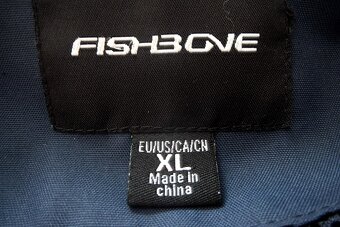 FISHBONE
EU/US/CA/CN
XL
Made in
china